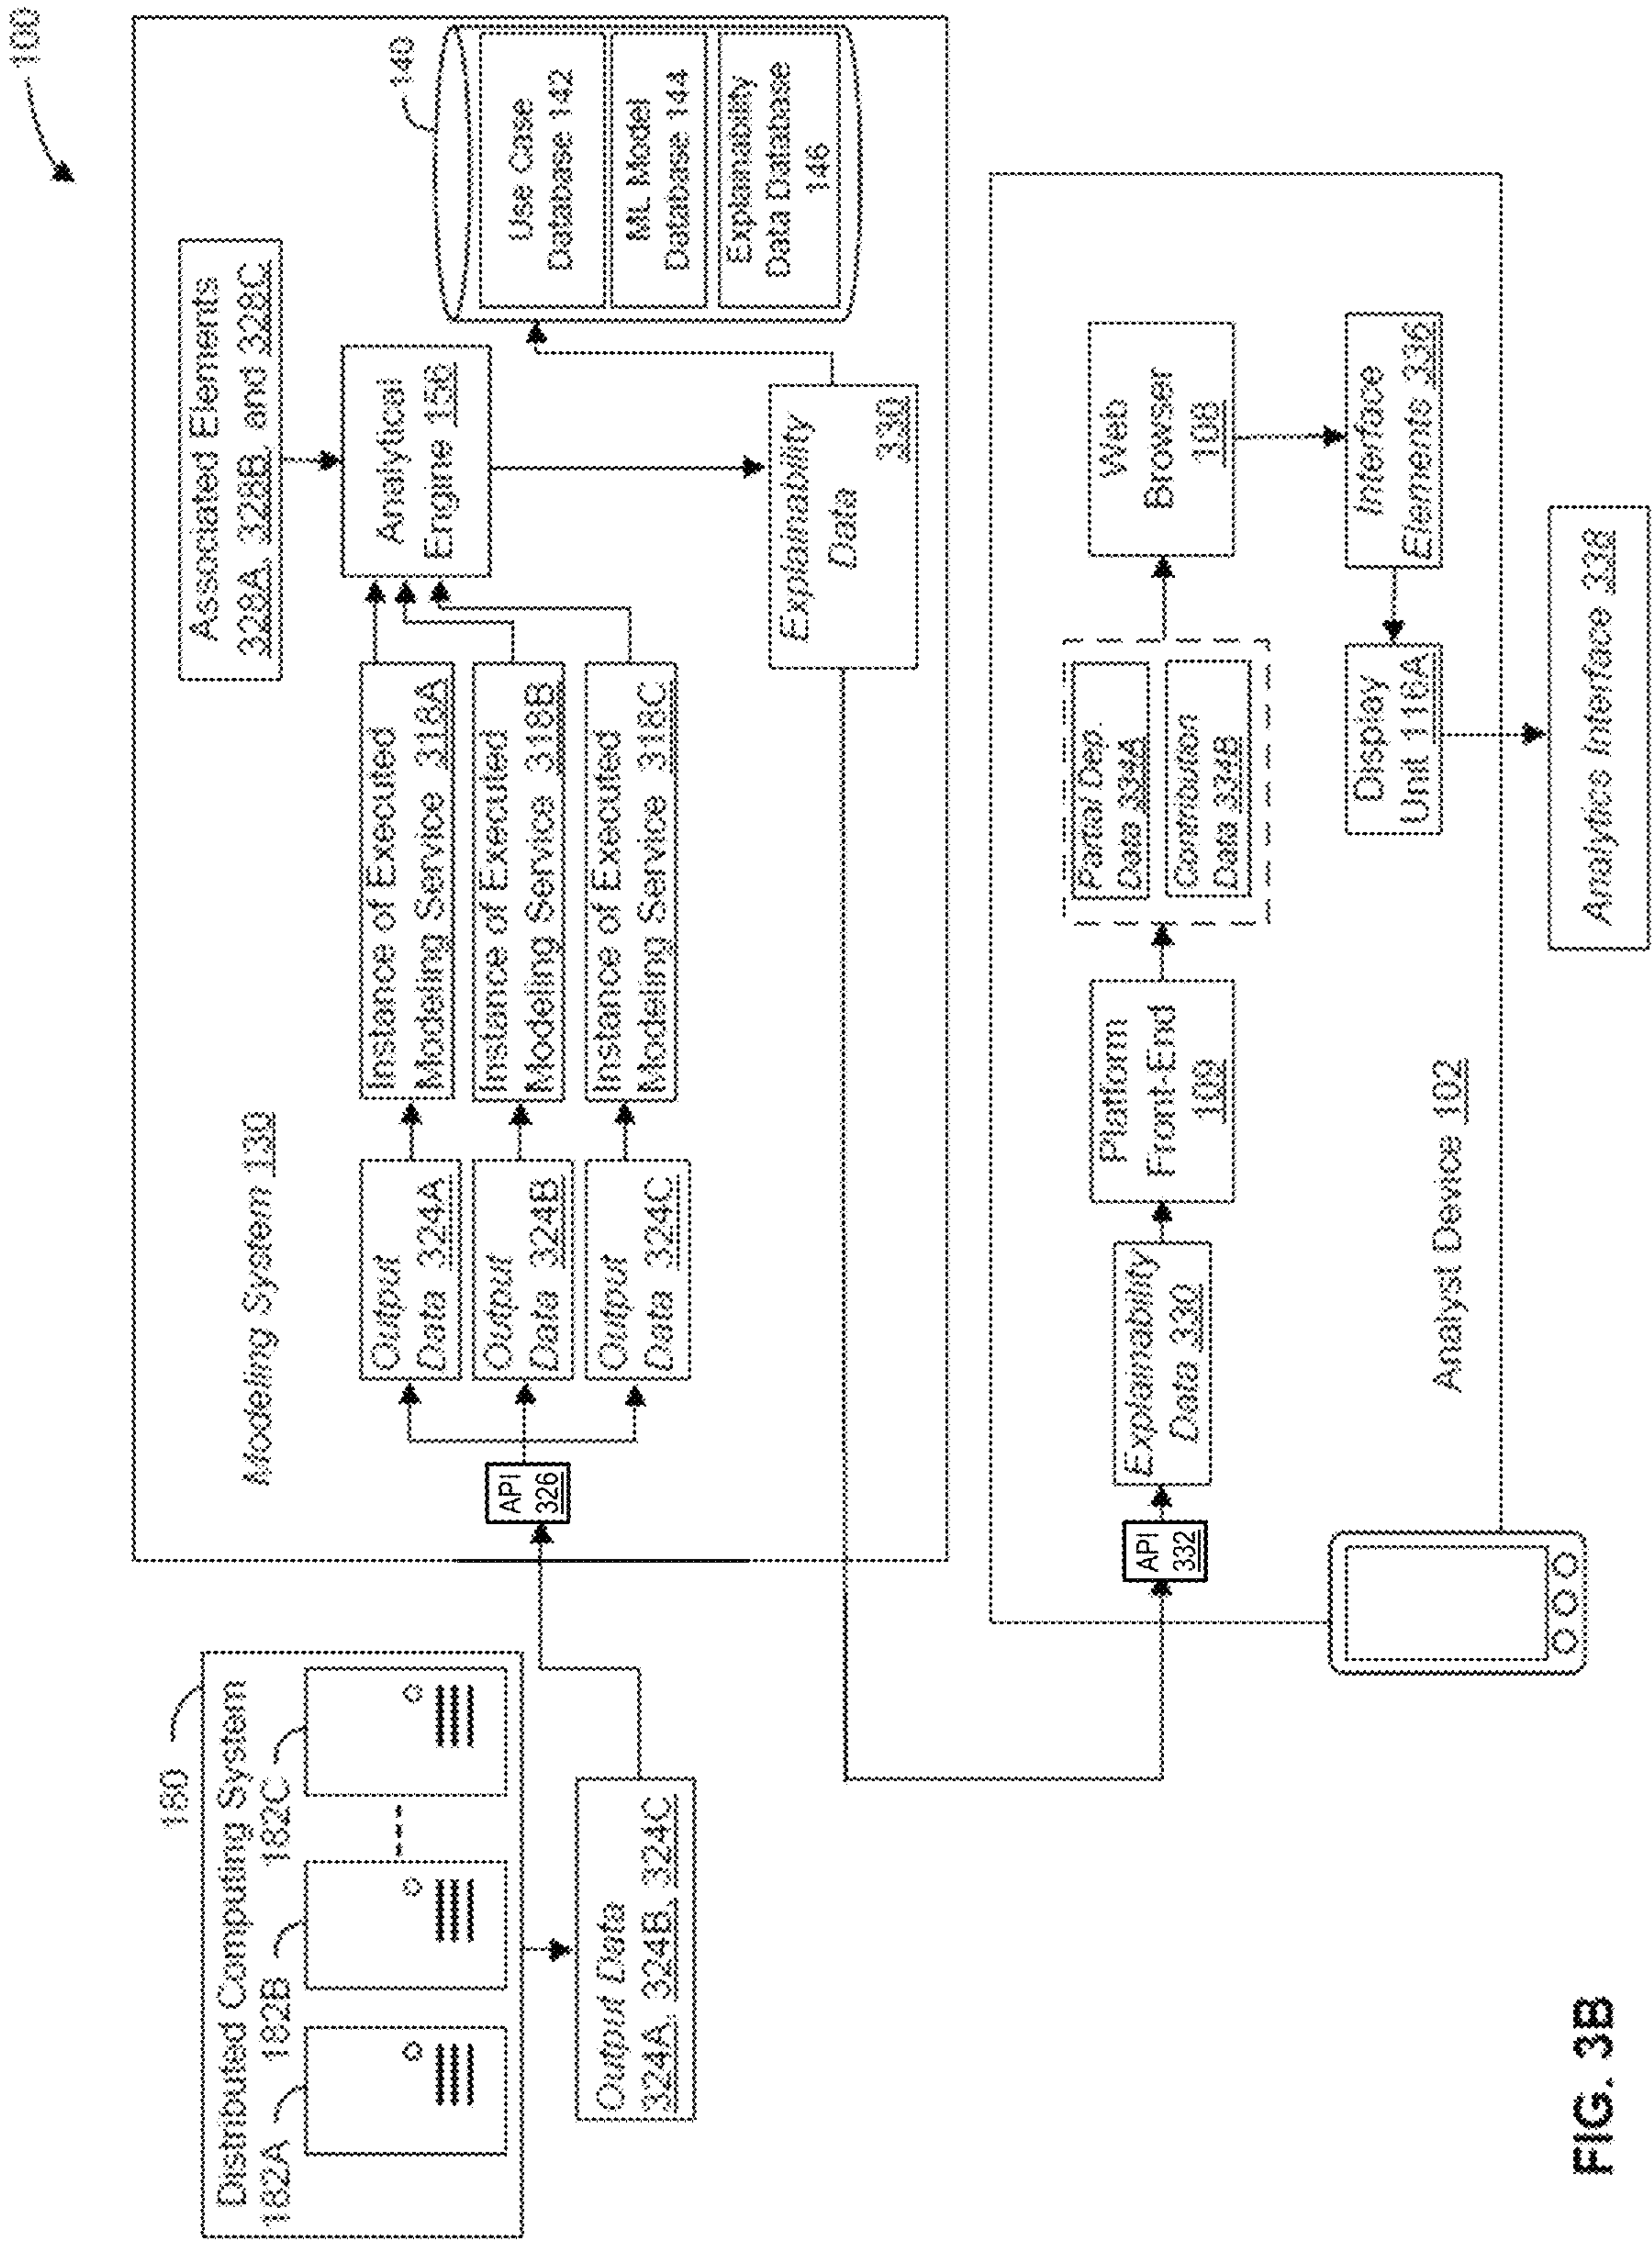 100
180
Distributed Computing System
182A
182B
182C
Output Data
324A, 324B, 324C
Modeling System 130
API
326
Output
Data 324A
Output
Data 324B
Output
Data 324C
Instance of Executed
Modeling Service 318A
Instance of Executed
Modeling Service 318B
Instance of Executed
Modeling Service 318C
Associated Elements
328A, 328B, and 328C
Analytical
Engine 156
Explainability
Data
330
140
Use Case
Database 142
ML Model
Database 144
Explainability
Data Database
146
API
332
Explainability
Data 330
Platform
Front-End
109
Partial Dep.
Data 334A
Contribution
Data 334B
Web
Browser
108
Interface
Elements 336
Display
Unit 118A
Analyst Device 102
Analytics Interface 338
FIG. 3B